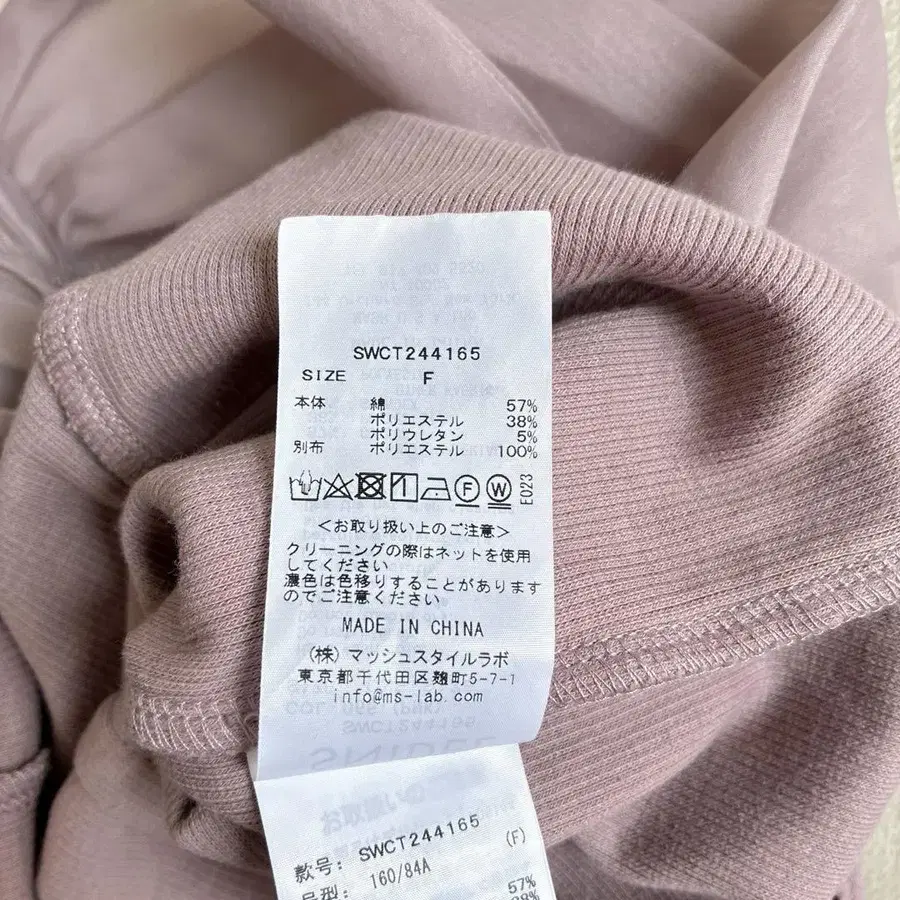 SWCT244165
SIZE F
本体 綿 57%
ポリエステル 38%
ポリウレタン 5%
別布 ポリエステル 100%
F W E023
<お取り扱い上のご注意>
クリーニングの際はネットを使用
してください
濃色は色移りすることがあります
のでご注意ください
MADE IN CHINA
(株) マッシュスタイルラボ
東京都千代田区麹町5-7-1
info@ms-lab.com
款号: SWCT244165 (F)
号型: 160/84A
57%
38%